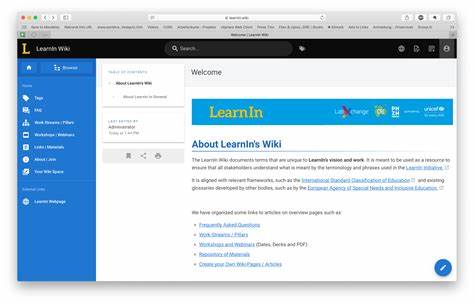 learnin.wiki
Welcome | LearnIn Wiki
L LearnIn Wiki
Search...
Browse
Home
Tags
FAQ
Work Streams / Pillars
Workshops / Webinars
Links / Materials
About / Join
Your Wiki Space
External Links
LearnIn Webpage
TABLE OF CONTENTS
About LearnIn's Wiki
About LearnIn in General
LAST EDITED BY
Administrator
Today at 1:44 PM
Welcome
LearnIn
unicef
About LearnIn's Wiki
The LearnIn Wiki documents terms that are unique to LearnIn's vision and work. It is meant to be used as a resource to
ensure that all stakeholders understand what is meant by the terminology and phrases used in the LearnIn Initiative.
It is aligned with relevant frameworks, such as the International Standard Classification of Education and existing
glossaries developed by other bodies, such as by the European Agency of Special Needs and Inclusive Education.
We have organized some links to articles on overview pages such as:
Frequently Asked Questions
Work-Streams / Pillars
Workshops and Webinars (Dates, Decks and PDF)
Repository of Materials
Create your Own Wiki-Pages / Articles